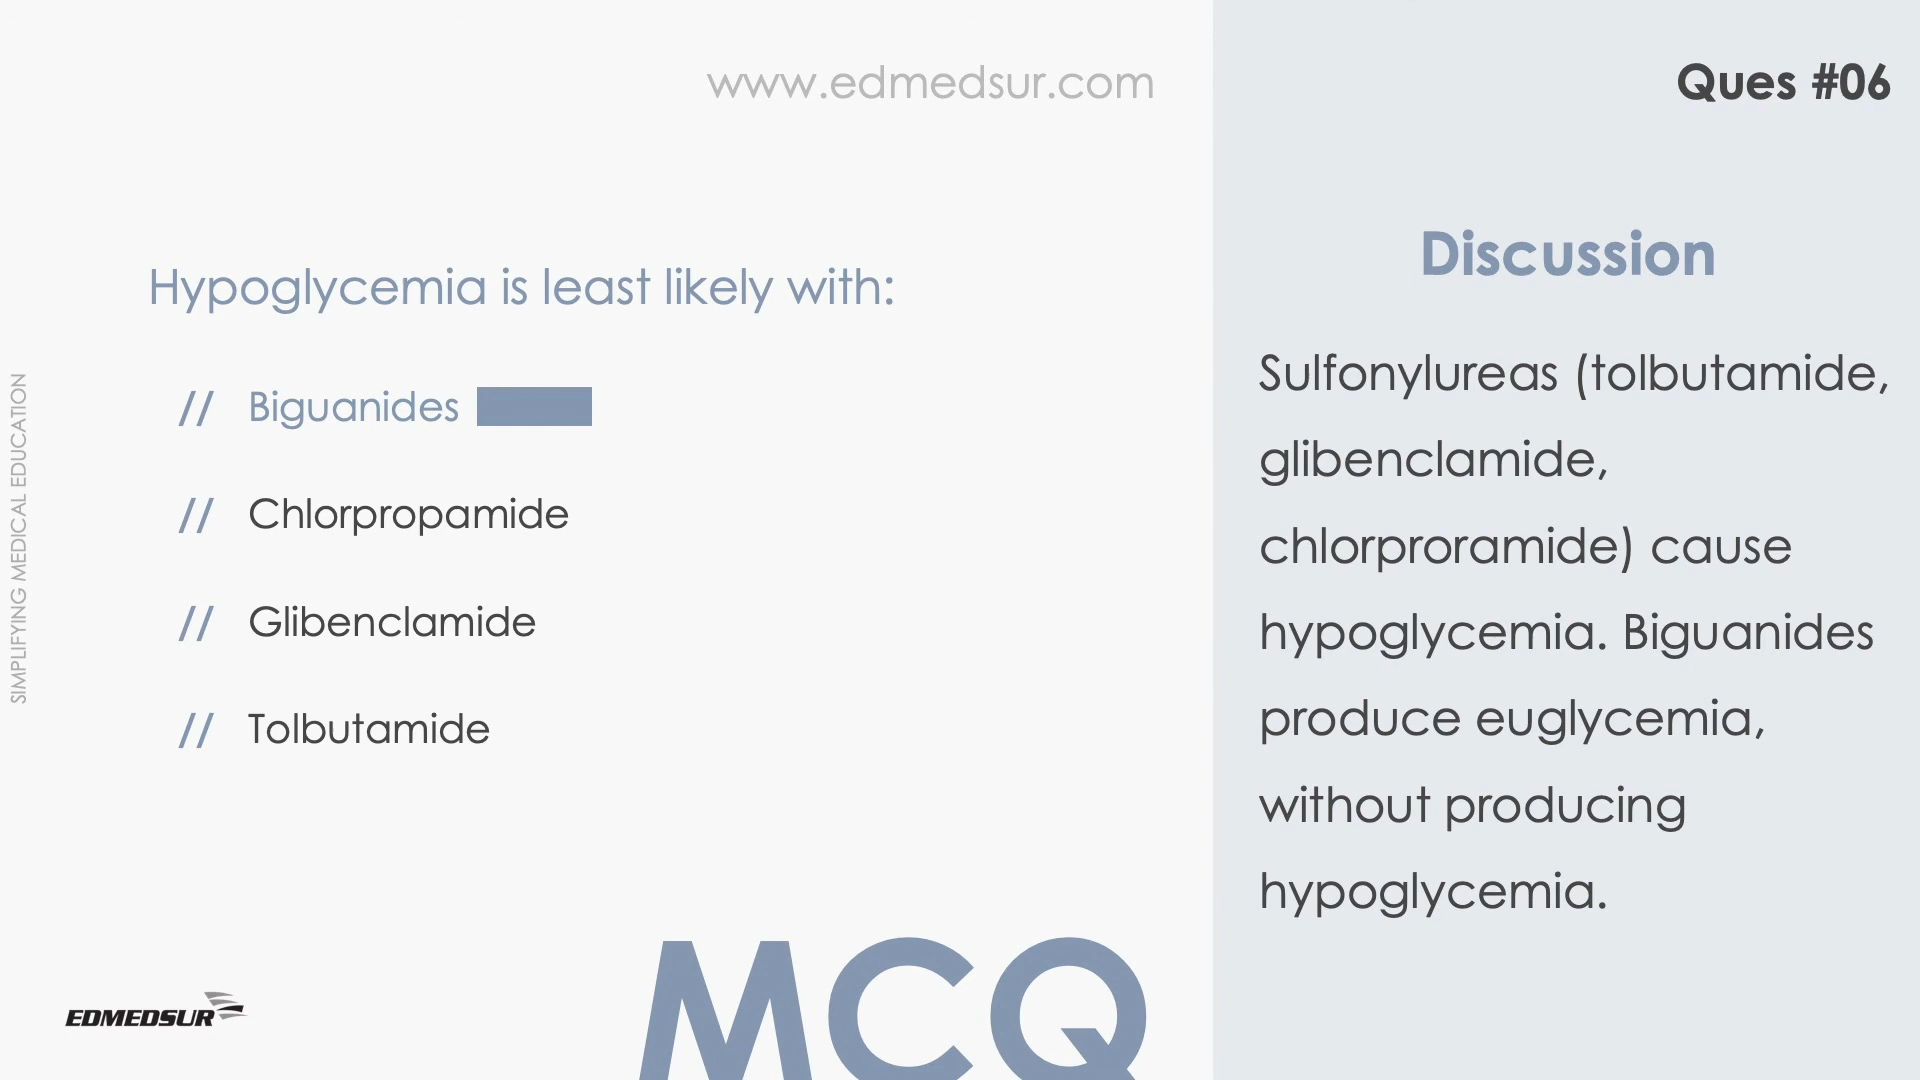 www.edmedsur.com
Ques #06
SIMPLIFYING MEDICAL EDUCATION
Hypoglycemia is least likely with:
// Biguanides
// Chlorpropamide
// Glibenclamide
// Tolbutamide
Discussion
Sulfonylureas (tolbutamide,
glibenclamide,
chlorproramide) cause
hypoglycemia. Biguanides
produce euglycemia,
without producing
hypoglycemia.
EDMEDSUR
MCQ